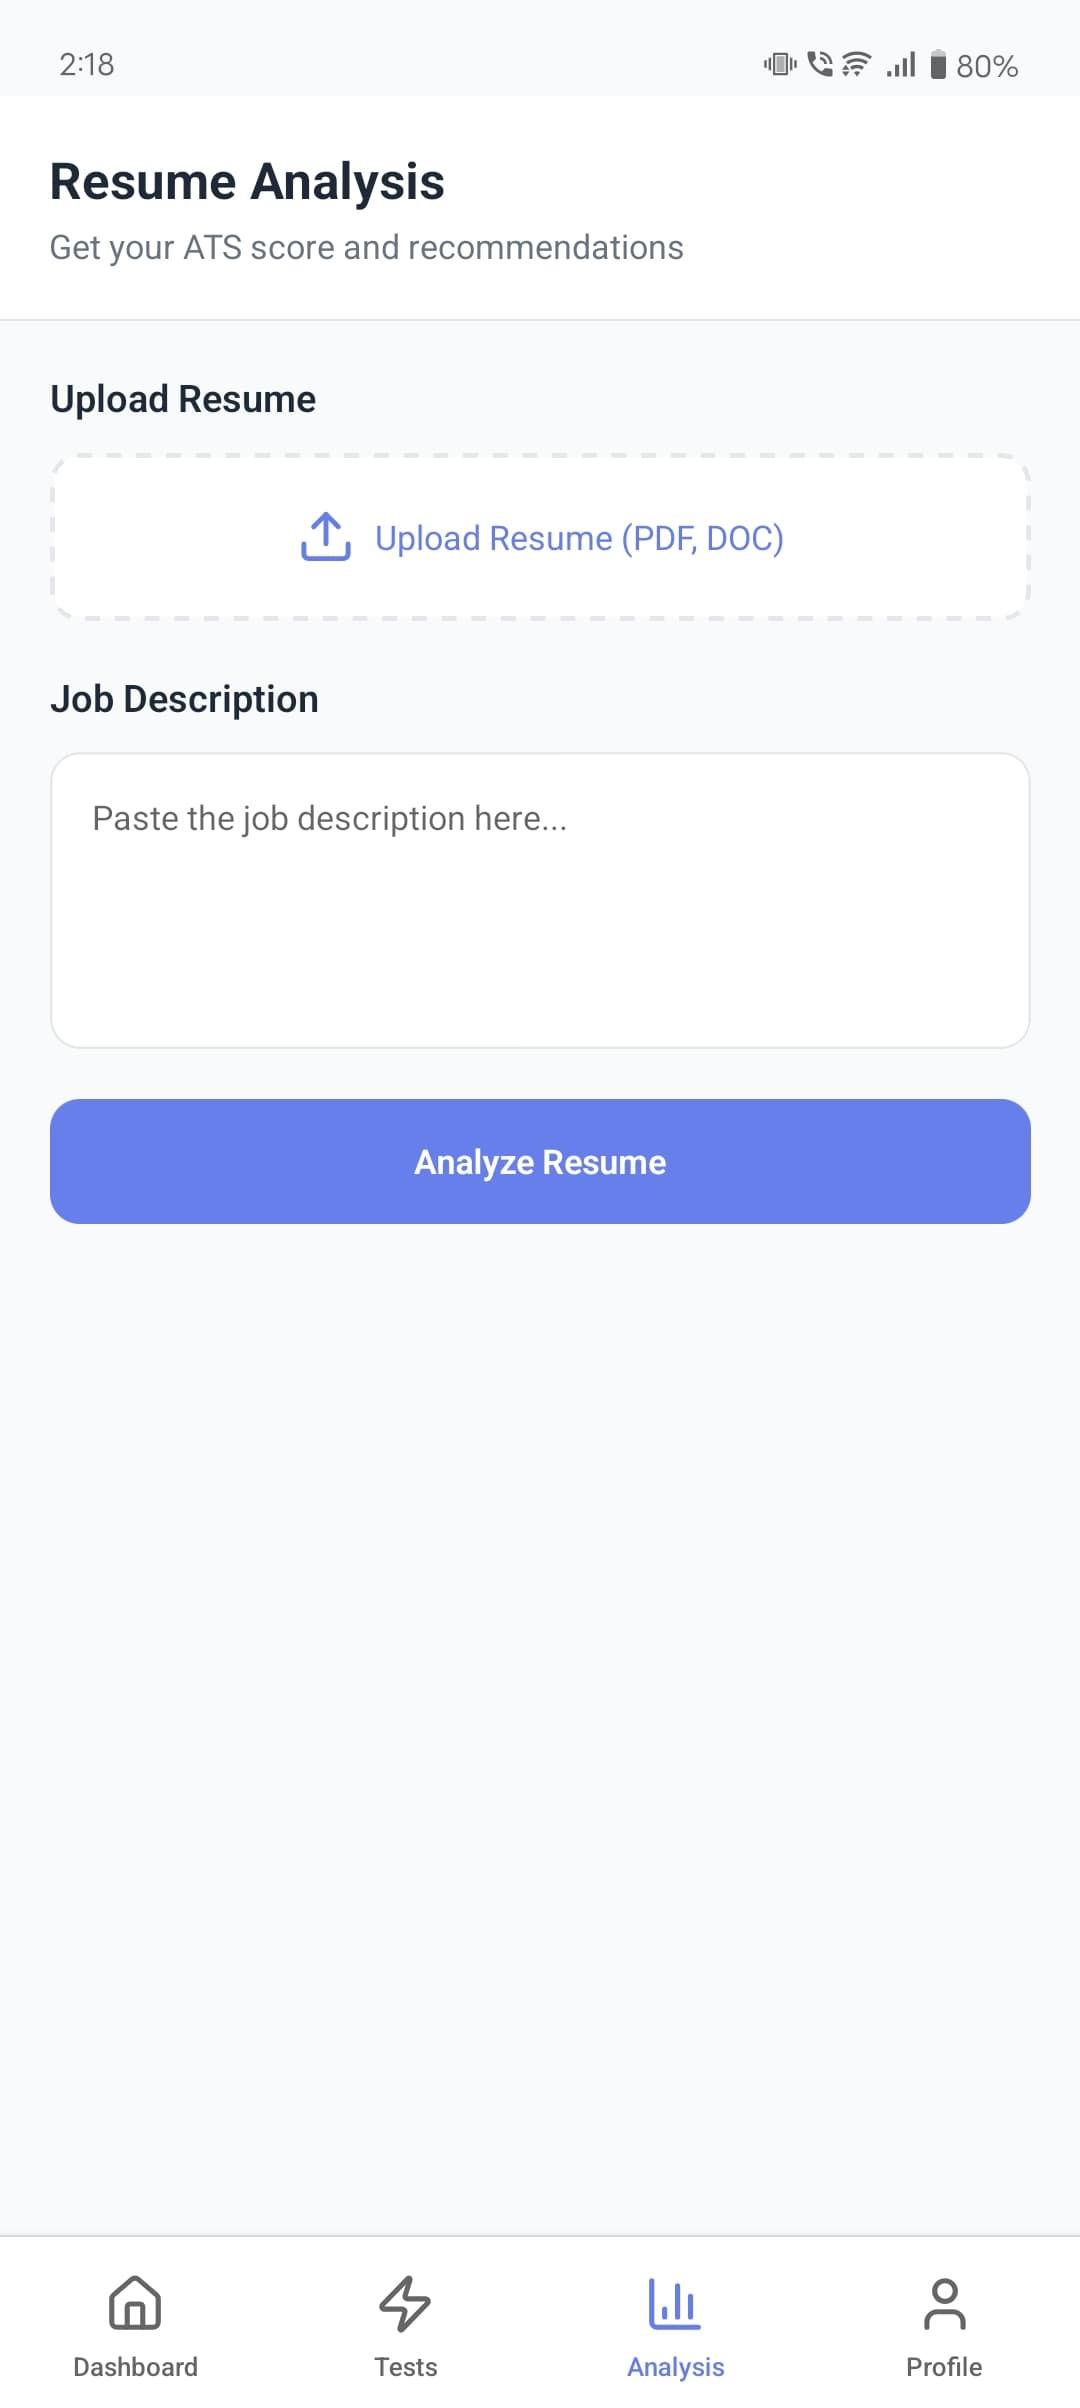 2:18
80%
Resume Analysis
Get your ATS score and recommendations
Upload Resume
Upload Resume (PDF, DOC)
Job Description
Paste the job description here...
Analyze Resume
Dashboard
Tests
Analysis
Profile